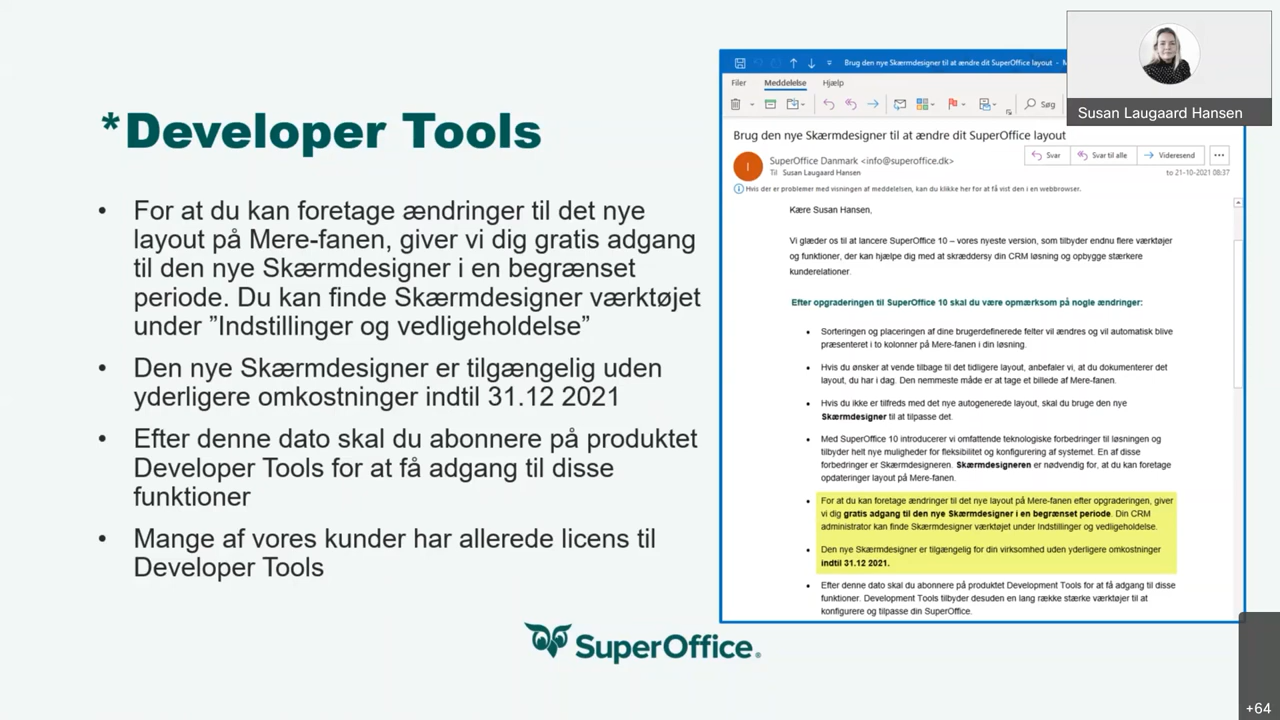 *Developer Tools
• For at du kan foretage ændringer til det nye
layout på Mere-fanen, giver vi dig gratis adgang
til den nye Skærmdesigner i en begrænset
periode. Du kan finde Skærmdesigner værktøjet
under ”Indstillinger og vedligeholdelse”
• Den nye Skærmdesigner er tilgængelig uden
yderligere omkostninger indtil 31.12 2021
• Efter denne dato skal du abonnere på produktet
Developer Tools for at få adgang til disse
funktioner
• Mange af vores kunder har allerede licens til
Developer Tools
SuperOffice®
Brug den nye Skærmdesigner til at ændre dit SuperOffice layout - M
Filer Meddelelse Hjælp
Søg
Brug den nye Skærmdesigner til at ændre dit SuperOffice layout
I
SuperOffice Danmark <info@superoffice.dk>
Til Susan Laugaard Hansen
Svar Svar til alle Videresend ...
to 21-10-2021 08:37
Hvis der er problemer med visningen af meddelelsen, kan du klikke her for at få vist den i en webbrowser.
Kære Susan Hansen,
Vi glæder os til at lancere SuperOffice 10 – vores nyeste version, som tilbyder endnu flere værktøjer
og funktioner, der kan hjælpe dig med at skræddersy din CRM løsning og opbygge stærkere
kunderelationer.
Efter opgraderingen til SuperOffice 10 skal du være opmærksom på nogle ændringer:
• Sorteringen og placeringen af dine brugerdefinerede felter vil ændres og vil automatisk blive
præsenteret i to kolonner på Mere-fanen i din løsning.
• Hvis du ønsker at vende tilbage til det tidligere layout, anbefaler vi, at du dokumenterer det
layout, du har i dag. Den nemmeste måde er at tage et billede af Mere-fanen.
• Hvis du ikke er tilfreds med det nye autogenerede layout, skal du bruge den nye
Skærmdesigner til at tilpasse det.
• Med SuperOffice 10 introducerer vi omfattende teknologiske forbedringer til løsningen og
tilbyder helt nye muligheder for fleksibilitet og konfigurering af systemet. En af disse
forbedringer er Skærmdesigneren. Skærmdesigneren er nødvendig for, at du kan foretage
opdateringer layout på Mere-fanen.
• For at du kan foretage ændringer til det nye layout på Mere-fanen efter opgraderingen, giver
vi dig gratis adgang til den nye Skærmdesigner i en begrænset periode. Din CRM
administrator kan finde Skærmdesigner værktøjet under Indstillinger og vedligeholdelse.
• Den nye Skærmdesigner er tilgængelig for din virksomhed uden yderligere omkostninger
indtil 31.12 2021.
• Efter denne dato skal du abonnere på produktet Development Tools for at få adgang til disse
funktioner. Development Tools tilbyder desuden en lang række stærke værktøjer til at
konfigurere og tilpasse din SuperOffice.
Susan Laugaard Hansen
+64